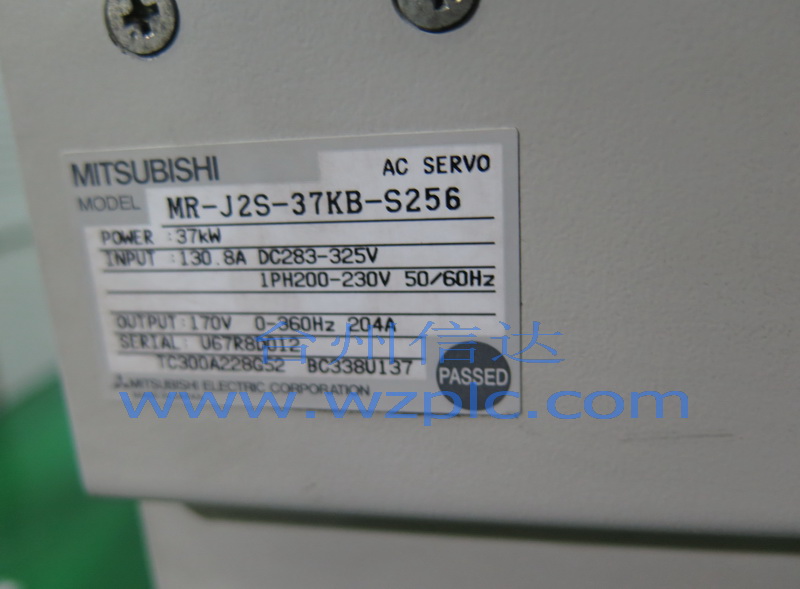 MITSUBISHI AC SERVO
MODEL MR-J2S-37KB-S256
POWER :37kW
INPUT :130.8A DC283-325V
1PH200-230V 50/60Hz
OUTPUT:170V 0-360Hz 204A
SERIAL: U67R8D012
TC300A228G52 BC338U137
PASSED
MITSUBISHI ELECTRIC CORPORATION
台州信达
www.wzplc.com